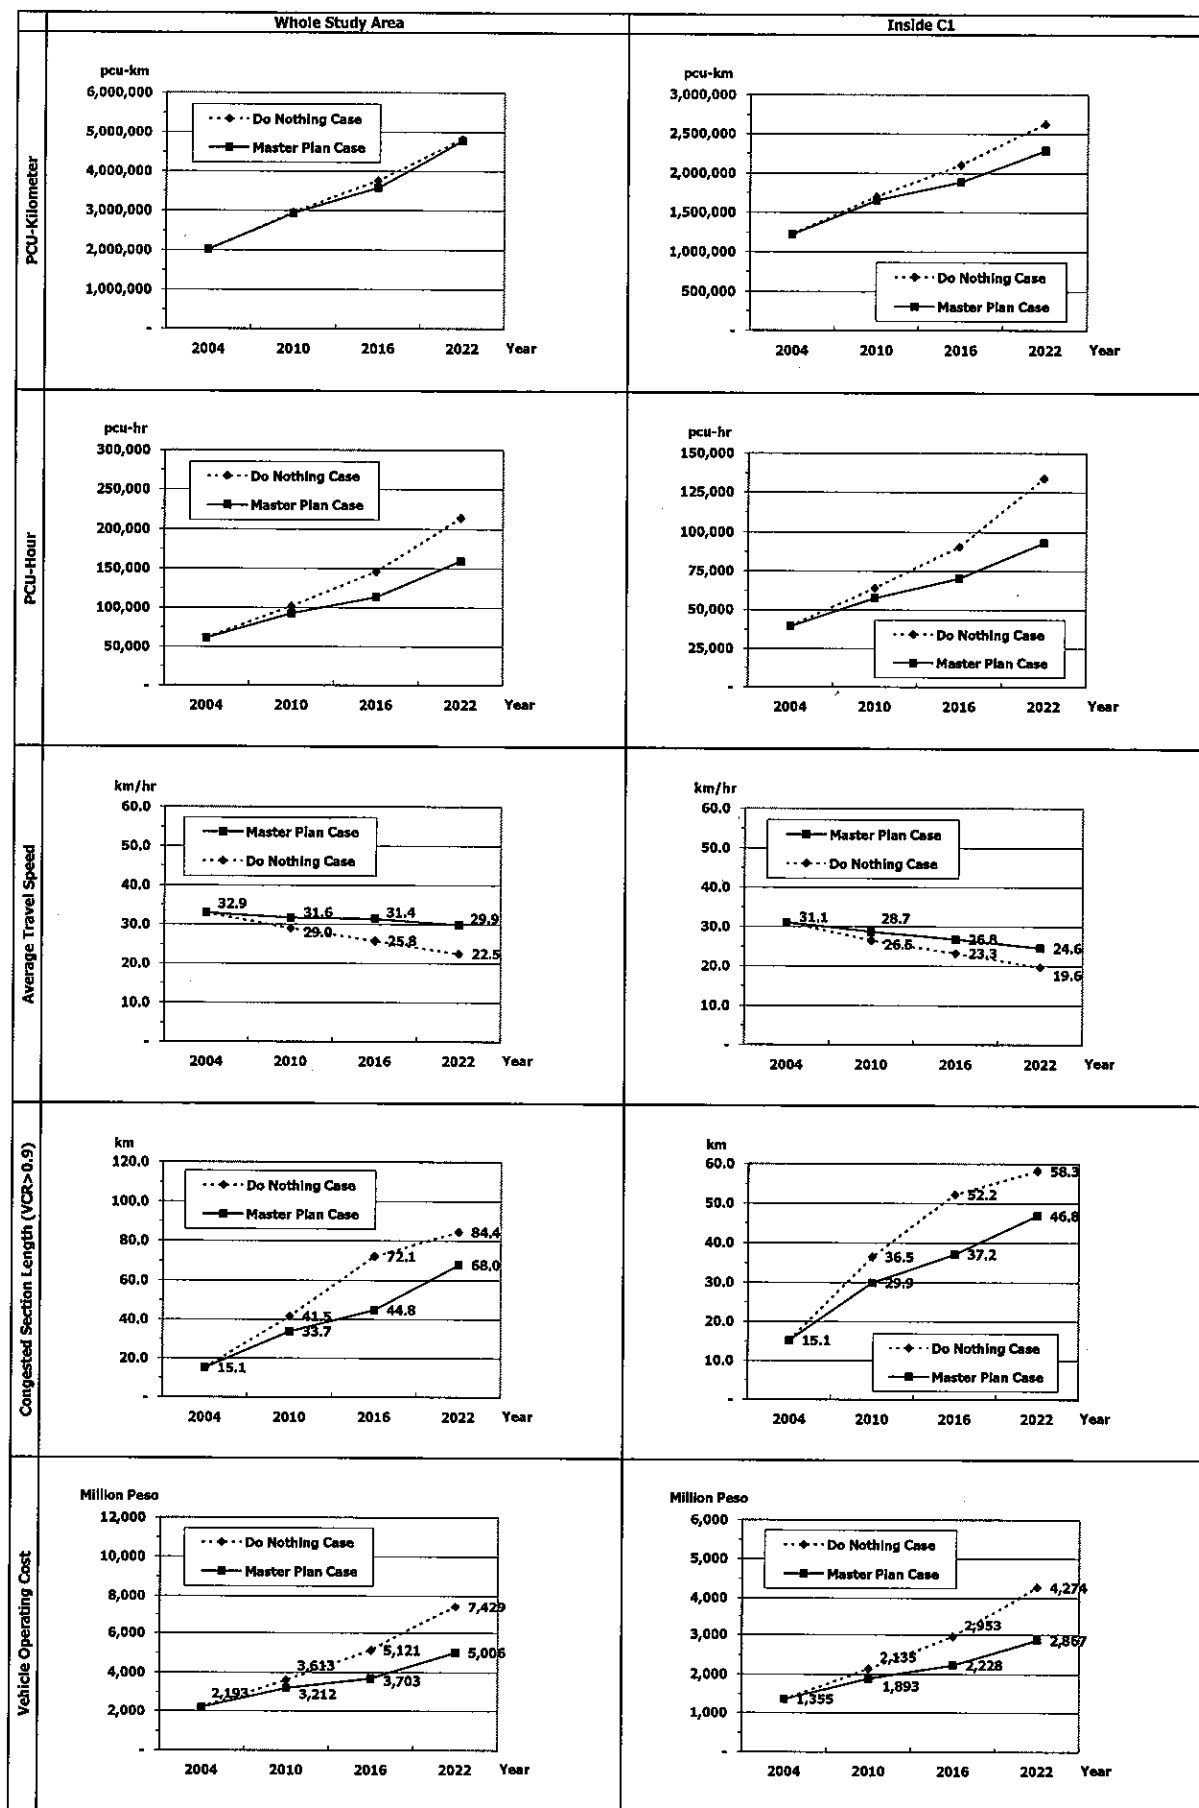 Whole Study Area
Inside C1
PCU-Kilometer
pcu-km
6,000,000
5,000,000
4,000,000
3,000,000
2,000,000
1,000,000
-
Do Nothing Case
Master Plan Case
2004 2010 2016 2022 Year
pcu-km
3,000,000
2,500,000
2,000,000
1,500,000
1,000,000
500,000
-
Do Nothing Case
Master Plan Case
2004 2010 2016 2022 Year
PCU-Hour
pcu-hr
300,000
250,000
200,000
150,000
100,000
50,000
-
Do Nothing Case
Master Plan Case
2004 2010 2016 2022 Year
pcu-hr
150,000
125,000
100,000
75,000
50,000
25,000
-
Do Nothing Case
Master Plan Case
2004 2010 2016 2022 Year
Average Travel Speed
km/hr
60.0
50.0
40.0
30.0
20.0
10.0
-
Master Plan Case
Do Nothing Case
32.9 31.6 31.4 29.9
29.0 25.8 22.5
2004 2010 2016 2022 Year
km/hr
60.0
50.0
40.0
30.0
20.0
10.0
-
Master Plan Case
Do Nothing Case
31.1 28.7 26.8 24.6
23.3 19.6
2004 2010 2016 2022 Year
Congested Section Length (VCR>0.9)
km
120.0
100.0
80.0
60.0
40.0
20.0
-
Do Nothing Case
Master Plan Case
41.5 72.1 84.4
15.1 33.7 44.8 68.0
2004 2010 2016 2022 Year
km
60.0
50.0
40.0
30.0
20.0
10.0
-
36.5 52.2 58.3
15.1 29.9 37.2 46.8
Do Nothing Case
Master Plan Case
2004 2010 2016 2022 Year
Vehicle Operating Cost
Million Peso
12,000
10,000
8,000
6,000
4,000
2,000
-
Do Nothing Case
Master Plan Case
2,193 3,613 5,121 7,429
3,212 3,703 5,006
2004 2010 2016 2022 Year
Million Peso
6,000
5,000
4,000
3,000
2,000
1,000
-
Do Nothing Case
Master Plan Case
2,135 2,953 4,274
1,355 1,893 2,228 2,867
2004 2010 2016 2022 Year